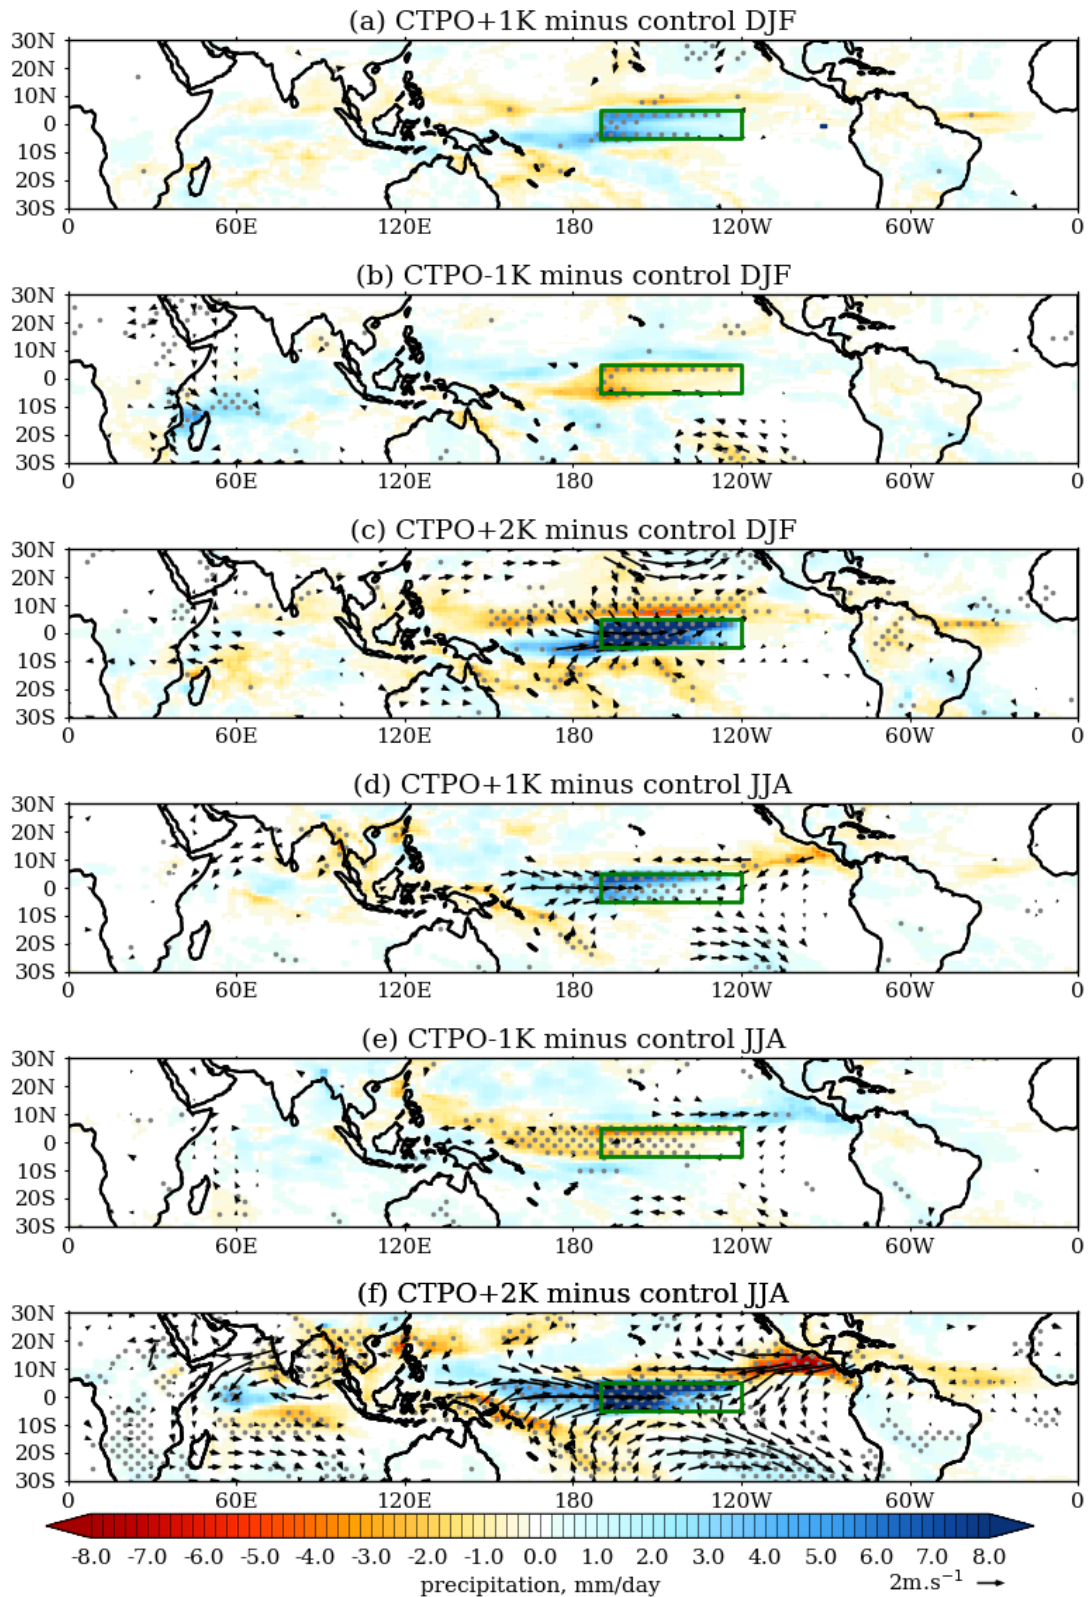 (a) CTPO+1K minus control DJF
30N
20N
10N
0
10S
20S
30S
0 60E 120E 180 120W 60W 0
(b) CTPO-1K minus control DJF
30N
20N
10N
0
10S
20S
30S
0 60E 120E 180 120W 60W 0
(c) CTPO+2K minus control DJF
30N
20N
10N
0
10S
20S
30S
0 60E 120E 180 120W 60W 0
(d) CTPO+1K minus control JJA
30N
20N
10N
0
10S
20S
30S
0 60E 120E 180 120W 60W 0
(e) CTPO-1K minus control JJA
30N
20N
10N
0
10S
20S
30S
0 60E 120E 180 120W 60W 0
(f) CTPO+2K minus control JJA
30N
20N
10N
0
10S
20S
30S
0 60E 120E 180 120W 60W 0
-8.0 -7.0 -6.0 -5.0 -4.0 -3.0 -2.0 -1.0 0.0 1.0 2.0 3.0 4.0 5.0 6.0 7.0 8.0
precipitation, mm/day 2m.s⁻¹